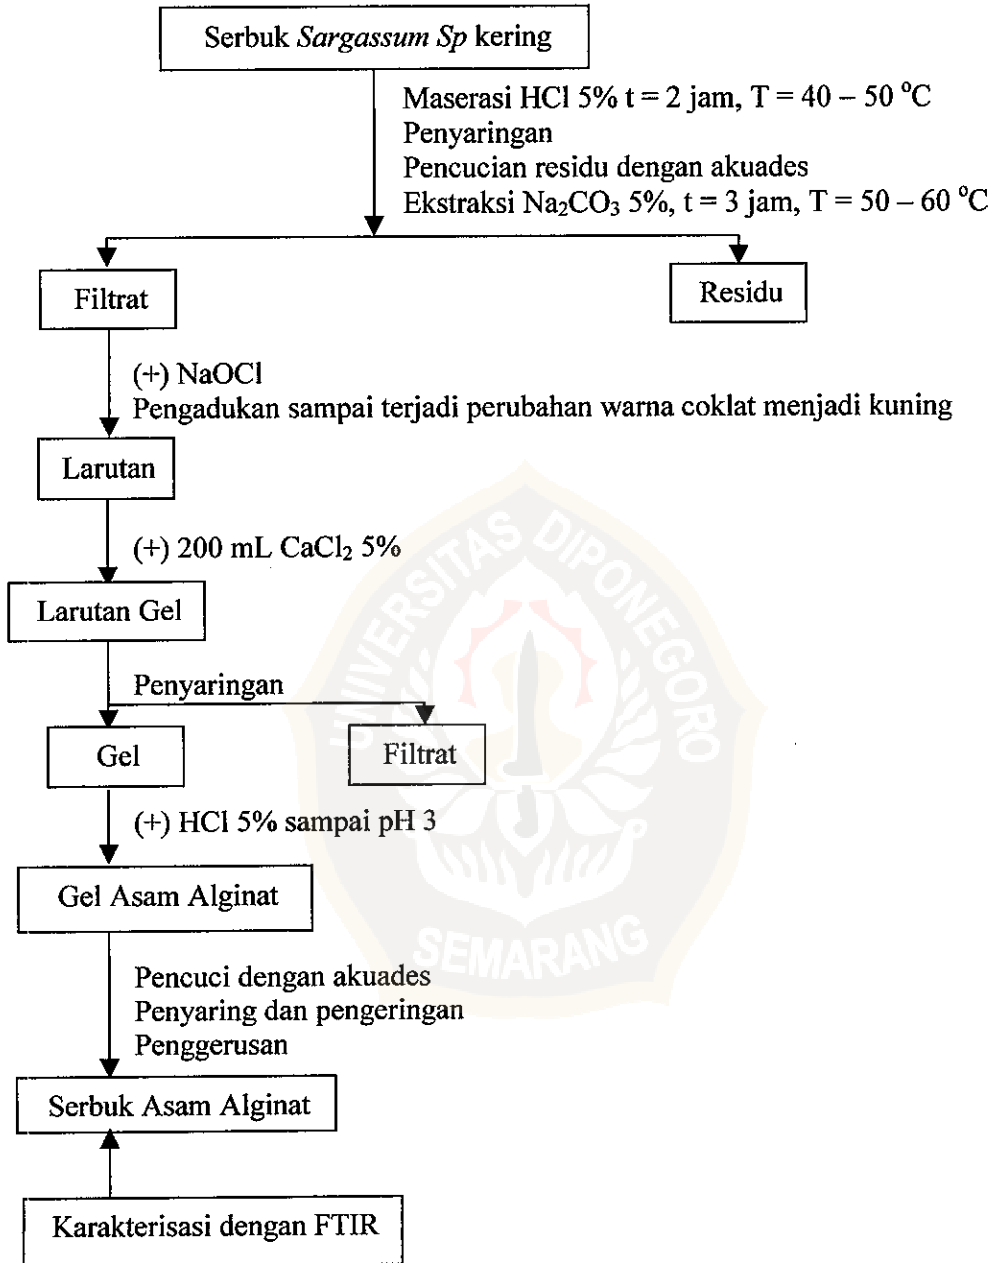 Serbuk Sargassum Sp kering
Maserasi HCl 5% t = 2 jam, T = 40 – 50 °C
Penyaringan
Pencucian residu dengan akuades
Ekstraksi Na₂CO₃ 5%, t = 3 jam, T = 50 – 60 °C
Filtrat
Residu
(+) NaOCl
Pengadukan sampai terjadi perubahan warna coklat menjadi kuning
Larutan
(+) 200 mL CaCl₂ 5%
Larutan Gel
Penyaringan
Gel
Filtrat
(+) HCl 5% sampai pH 3
Gel Asam Alginat
Pencuci dengan akuades
Penyaring dan pengeringan
Penggerusan
Serbuk Asam Alginat
Karakterisasi dengan FTIR
UNIVERSITAS DIPONEGORO
SEMARANG